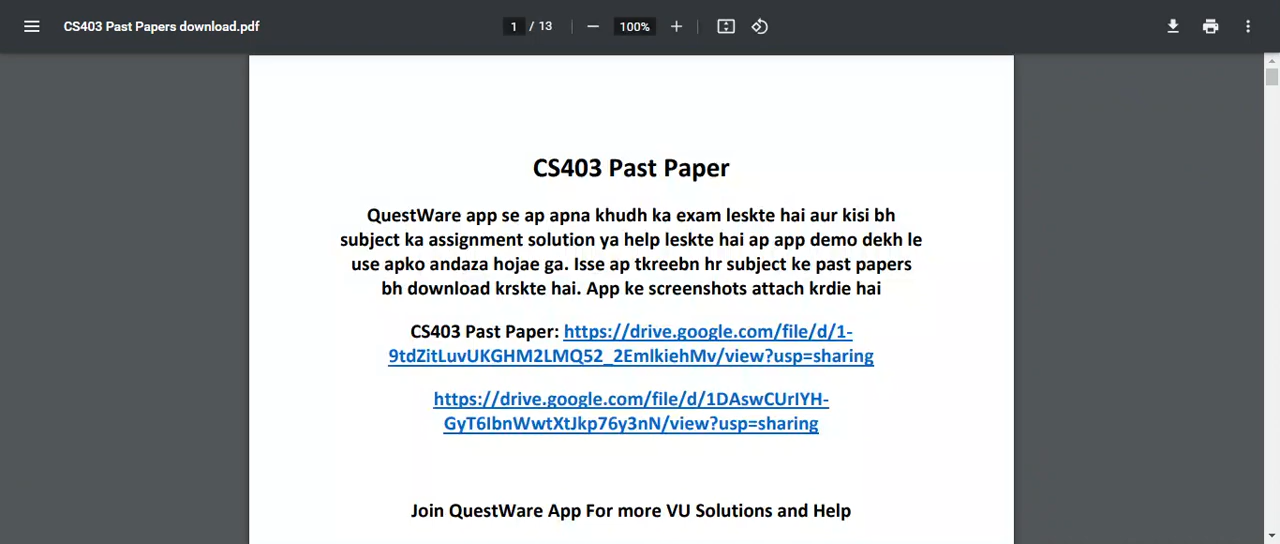 CS403 Past Papers download.pdf
1 / 13
100%
CS403 Past Paper
QuestWare app se ap apna khudh ka exam leskte hai aur kisi bh
subject ka assignment solution ya help leskte hai ap app demo dekh le
use apko andaza hojae ga. Isse ap tkreebn hr subject ke past papers
bh download krskte hai. App ke screenshots attach krdie hai
CS403 Past Paper: https://drive.google.com/file/d/1-
9tdZitLuvUKGHM2LMQ52_2EmlkiehMv/view?usp=sharing
https://drive.google.com/file/d/1DAswCUrIYH-
GyT6IbnWwtXtJkp76y3nN/view?usp=sharing
Join QuestWare App For more VU Solutions and Help